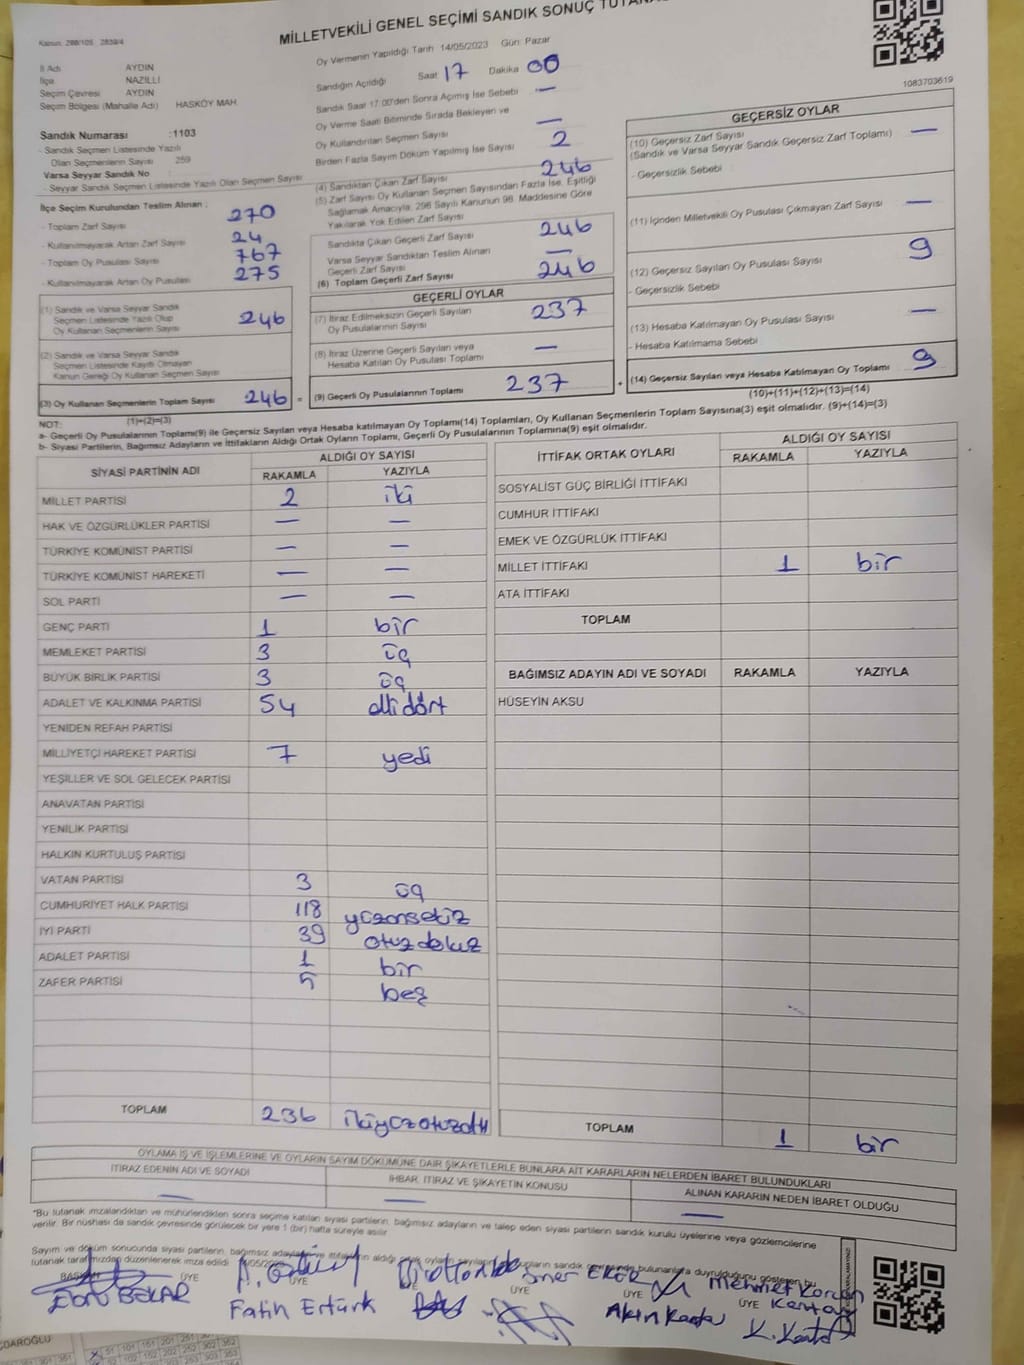 MİLLETVEKİLİ GENEL SEÇİMİ SANDIK SONUÇ
Kanun: 298/105 2839/4
İl Adı AYDIN
İlçe NAZİLLİ
Seçim Çevresi AYDIN
Seçim Bölgesi (Mahalle Adı) HASKÖY MAH
Sandık Numarası :1103
- Sandık Seçmen Listesinde Yazılı
Olan Seçmenlerin Sayısı 259
Varsa Seyyar Sandık No :
- Seyyar Sandık Seçmen Listesinde Yazılı Olan Seçmen Sayısı
Oy Vermenin Yapıldığı Tarih 14/05/2023 Gün: Pazar
Sandığın Açıldığı Saat 17 Dakika 00
Sandık Saat 17:00'den Sonra Açımış İse Sebebi —
Oy Verme Saati Bitiminde Sırada Bekleyen ve
Oy Kullandırılan Seçmen Sayısı —
Birden Fazla Sayım Döküm Yapılmış İse Sayısı 2
1083703619
İlçe Seçim Kurulundan Teslim Alınan ;
- Toplam Zarf Sayısı 270
- Kullanılmayarak Artan Zarf Sayısı 24
- Toplam Oy Pusulası Sayısı 767
- Kullanılmayarak Artan Oy Pusulası 275
(1) Sandık ve Varsa Seyyar Sandık
Seçmen Listesinde Yazılı Olup
Oy Kullanan Seçmenlerin Sayısı 246
(2) Sandık ve Varsa Seyyar Sandık
Seçmen Listesinde Kayıtlı Olmayan
Kanun Gereği Oy Kullanan Seçmen Sayısı
(3) Oy Kullanan Seçmenlerin Toplam Sayısı 246
(1)+(2)=(3)
(4) Sandıktan Çıkan Zarf Sayısı 246
(5) Zarf Sayısı Oy Kullanan Seçmen Sayısından Fazla İse, Eşitliği
Sağlamak Amacıyla, 298 Sayılı Kanunun 98. Maddesine Göre
Yakılarak Yok Edilen Zarf Sayısı
Sandıkta Çıkan Geçerli Zarf Sayısı 246
Varsa Seyyar Sandıktan Teslim Alınan
Geçerli Zarf Sayısı —
(6) Toplam Geçerli Zarf Sayısı 246
GEÇERLİ OYLAR
(7) İtiraz Edilmeksizin Geçerli Sayılan
Oy Pusulalarının Sayısı 237
(8) İtiraz Üzerine Geçerli Sayılan veya
Hesaba Katılan Oy Pusulası Toplamı —
= (9) Geçerli Oy Pusulalarının Toplamı 237 +
GEÇERSİZ OYLAR
(10) Geçersiz Zarf Sayısı
(Sandık ve Varsa Seyyar Sandık Geçersiz Zarf Toplamı) —
- Geçersizlik Sebebi
(11) İçinden Milletvekili Oy Pusulası Çıkmayan Zarf Sayısı —
(12) Geçersiz Sayılan Oy Pusulası Sayısı 9
- Geçersizlik Sebebi
(13) Hesaba Katılmayan Oy Pusulası Sayısı —
- Hesaba Katılmama Sebebi
(14) Geçersiz Sayılan veya Hesaba Katılmayan Oy Toplamı 9
(10)+(11)+(12)+(13)=(14)
NOT:
a- Geçerli Oy Pusulalarının Toplamı(9) ile Geçersiz Sayılan veya Hesaba katılmayan Oy Toplamı(14) Toplamları, Oy Kullanan Seçmenlerin Toplam Sayısına(3) eşit olmalıdır. (9)+(14)=(3)
b- Siyasi Partilerin, Bağımsız Adayların ve İttifakların Aldığı Ortak Oyların Toplamı, Geçerli Oy Pusulalarının Toplamına(9) eşit olmalıdır.
SİYASİ PARTİNİN ADI ALDIĞI OY SAYISI
RAKAMLA YAZIYLA
MİLLET PARTİSİ 2 iki
HAK VE ÖZGÜRLÜKLER PARTİSİ — —
TÜRKİYE KOMÜNİST PARTİSİ — —
TÜRKİYE KOMÜNİST HAREKETİ — —
SOL PARTİ — —
GENÇ PARTİ 1 bir
MEMLEKET PARTİSİ 3 üç
BÜYÜK BİRLİK PARTİSİ 3 üç
ADALET VE KALKINMA PARTİSİ 54 ellidört
YENİDEN REFAH PARTİSİ
MİLLİYETÇİ HAREKET PARTİSİ 7 yedi
YEŞİLLER VE SOL GELECEK PARTİSİ
ANAVATAN PARTİSİ
YENİLİK PARTİSİ
HALKIN KURTULUŞ PARTİSİ
VATAN PARTİSİ 3 üç
CUMHURİYET HALK PARTİSİ 118 yüzonsekiz
İYİ PARTİ 39 otuzdokuz
ADALET PARTİSİ 1 bir
ZAFER PARTİSİ 5 beş
TOPLAM 236 ikiyüzotuzaltı
İTTİFAK ORTAK OYLARI ALDIĞI OY SAYISI
RAKAMLA YAZIYLA
SOSYALİST GÜÇ BİRLİĞİ İTTİFAKI
CUMHUR İTTİFAKI
EMEK VE ÖZGÜRLÜK İTTİFAKI
MİLLET İTTİFAKI 1 bir
ATA İTTİFAKI
TOPLAM
BAĞIMSIZ ADAYIN ADI VE SOYADI RAKAMLA YAZIYLA
HÜSEYİN AKSU
TOPLAM 1 bir
OYLAMA İŞ VE İŞLEMLERİNE VE OYLARIN SAYIM DÖKÜMÜNE DAİR ŞİKAYETLERLE BUNLARA AİT KARARLARIN NELERDEN İBARET BULUNDUKLARI
İTİRAZ EDENİN ADI VE SOYADI İHBAR, İTİRAZ VE ŞİKAYETİN KONUSU ALINAN KARARIN NEDEN İBARET OLDUĞU
— — —
*Bu tutanak imzalandıktan ve mühürlendikten sonra seçime katılan siyasi partilerin, bağımsız adayların ve talep eden siyasi partilerin sandık kurulu üyelerine veya gözlemcilerine
verilir. Bir nüshası da sandık çevresinde görülecek bir yere 1 (bir) hafta süreyle asılır
Sayım ve döküm sonucunda siyasi partilerin, bağımsız
tutanak tarafımızdan düzenlenerek imza edildi.
ÜYE ÜYE ÜYE ÜYE ÜYE
Fatih Ertürk
Mehmet Korcan
Kantay
Akın